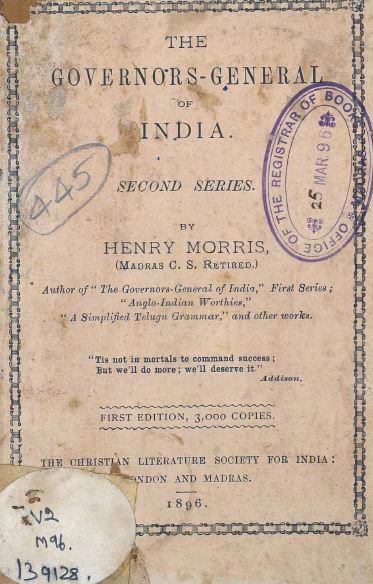 THE
GOVERNORS-GENERAL
OF
INDIA.
SECOND SERIES.
BY
HENRY MORRIS,
(MADRAS C. S. RETIRED.)
Author of "The Governors-General of India," First Series;
"Anglo-Indian Worthies,"
"A Simplified Telugu Grammar," and other works.
"Tis not in mortals to command success;
But we'll do more; we'll deserve it."
Addison.
FIRST EDITION, 3,000 COPIES.
THE CHRISTIAN LITERATURE SOCIETY FOR INDIA:
LONDON AND MADRAS.
1896.
445
OFFICE OF THE REGISTRAR OF BOOKS
25 MAR. 96
V2
M96.
139128.